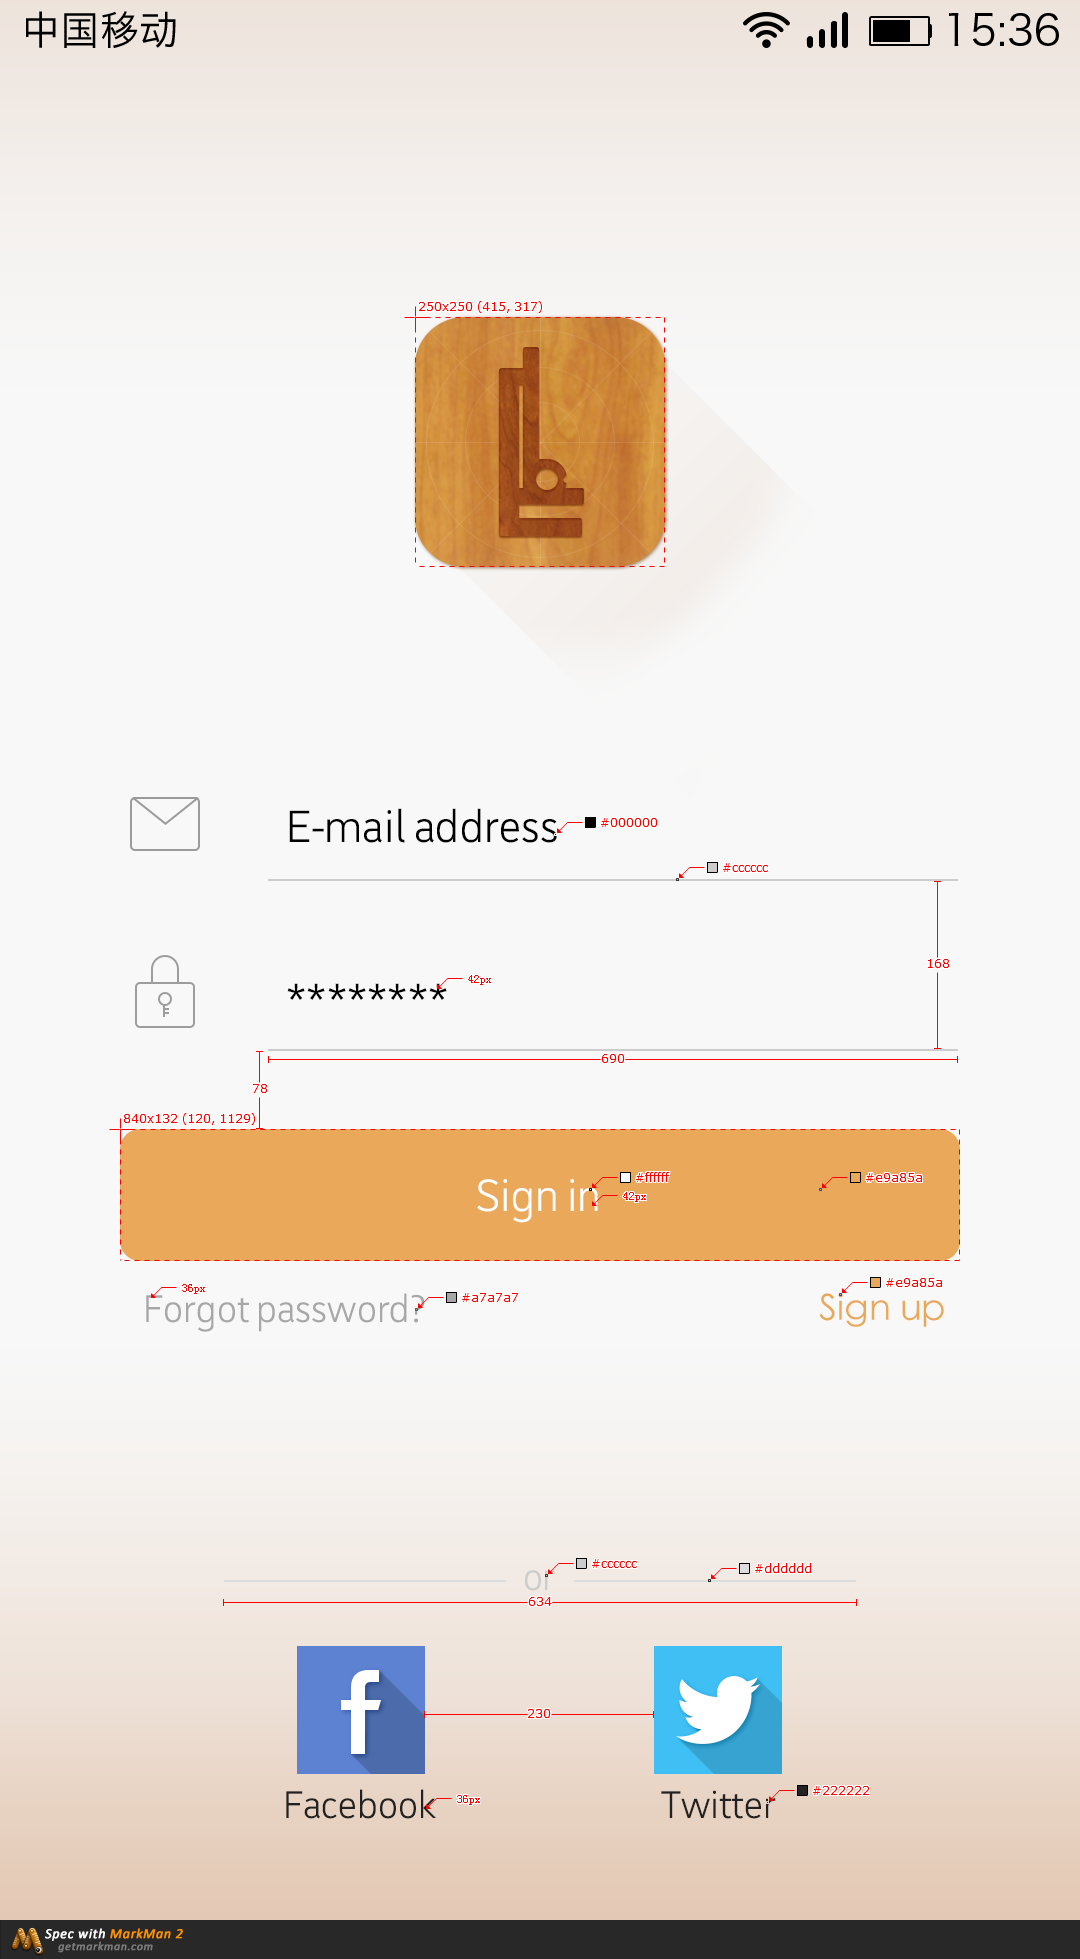 中国移动 15:36
250x250 (415, 317)
E-mail address
#000000
#cccccc
168
********
42px
690
78
840x132 (120, 1129)
Sign in
#ffffff
42px
#e9a85a
36px
Forgot password?
#a7a7a7
#e9a85a
Sign up
#cccccc
#dddddd
or
634
230
Facebook
36px
Twitter
#222222
Spec with MarkMan 2
getmarkman.com